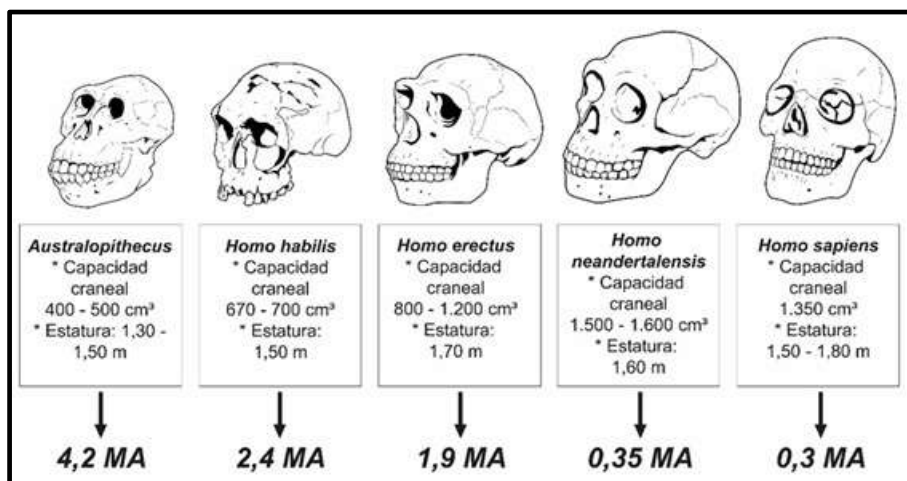 Australopithecus
* Capacidad
craneal
400 - 500 cm³
* Estatura: 1,30 -
1,50 m
4,2 MA
Homo habilis
* Capacidad
craneal
670 - 700 cm³
* Estatura:
1,50 m
2,4 MA
Homo erectus
* Capacidad
craneal
800 - 1.200 cm³
* Estatura:
1,70 m
1,9 MA
Homo
neandertalensis
* Capacidad
craneal
1.500 - 1.600 cm³
* Estatura:
1,60 m
0,35 MA
Homo sapiens
* Capacidad
craneal
1.350 cm³
* Estatura:
1,50 - 1,80 m
0,3 MA